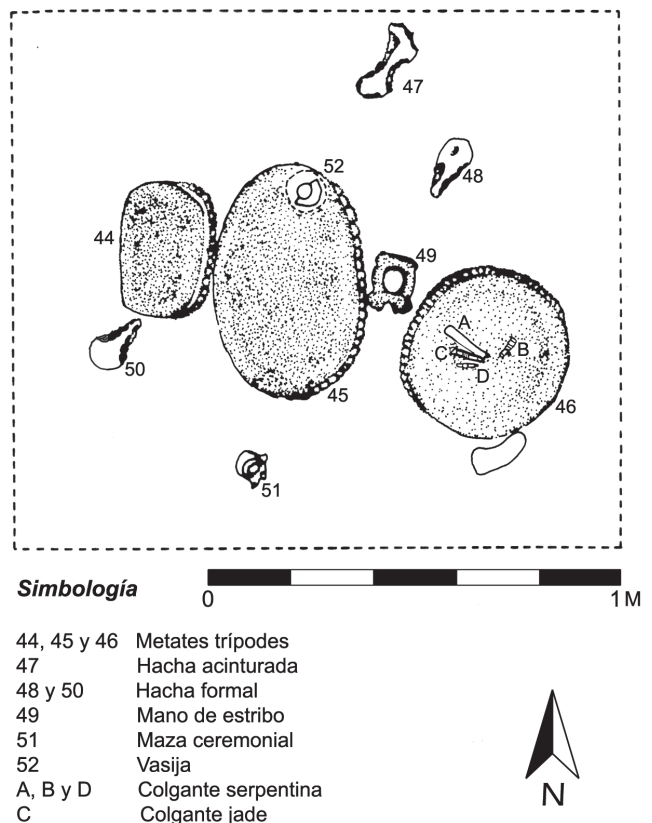 47
52
48
44
49
A
B
C
D
50
45
46
51
Simbología
0 1 M
44, 45 y 46 Metates trípodes
47 Hacha acinturada
48 y 50 Hacha formal
49 Mano de estribo
51 Maza ceremonial
52 Vasija
A, B y D Colgante serpentina
C Colgante jade
N